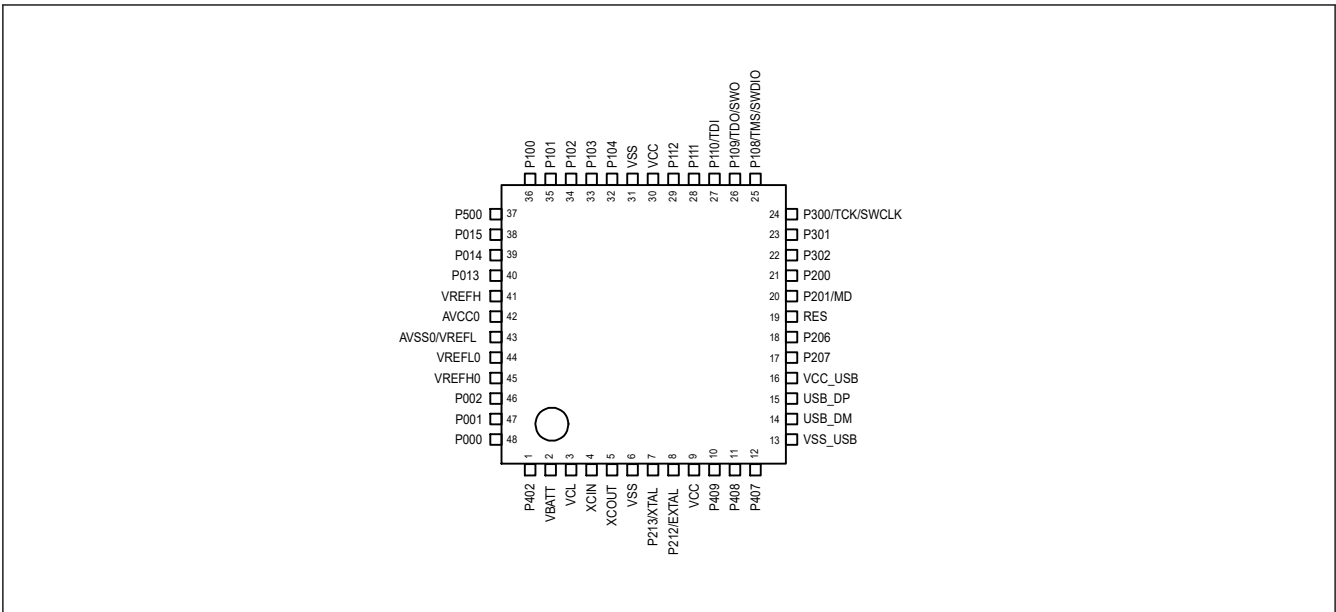 P100
P101
P102
P103
P104
VSS
VCC
P112
P111
P110/TDI
P109/TDO/SWO
P108/TMS/SWDIO
36
35
34
33
32
31
30
29
28
27
26
25
P500 37
P015 38
P014 39
P013 40
VREFH 41
AVCC0 42
AVSS0/VREFL 43
VREFL0 44
VREFH0 45
P002 46
P001 47
P000 48
24 P300/TCK/SWCLK
23 P301
22 P302
21 P200
20 P201/MD
19 RES
18 P206
17 P207
16 VCC_USB
15 USB_DP
14 USB_DM
13 VSS_USB
1
2
3
4
5
6
7
8
9
10
11
12
P402
VBATT
VCL
XCIN
XCOUT
VSS
P213/XTAL
P212/EXTAL
VCC
P409
P408
P407